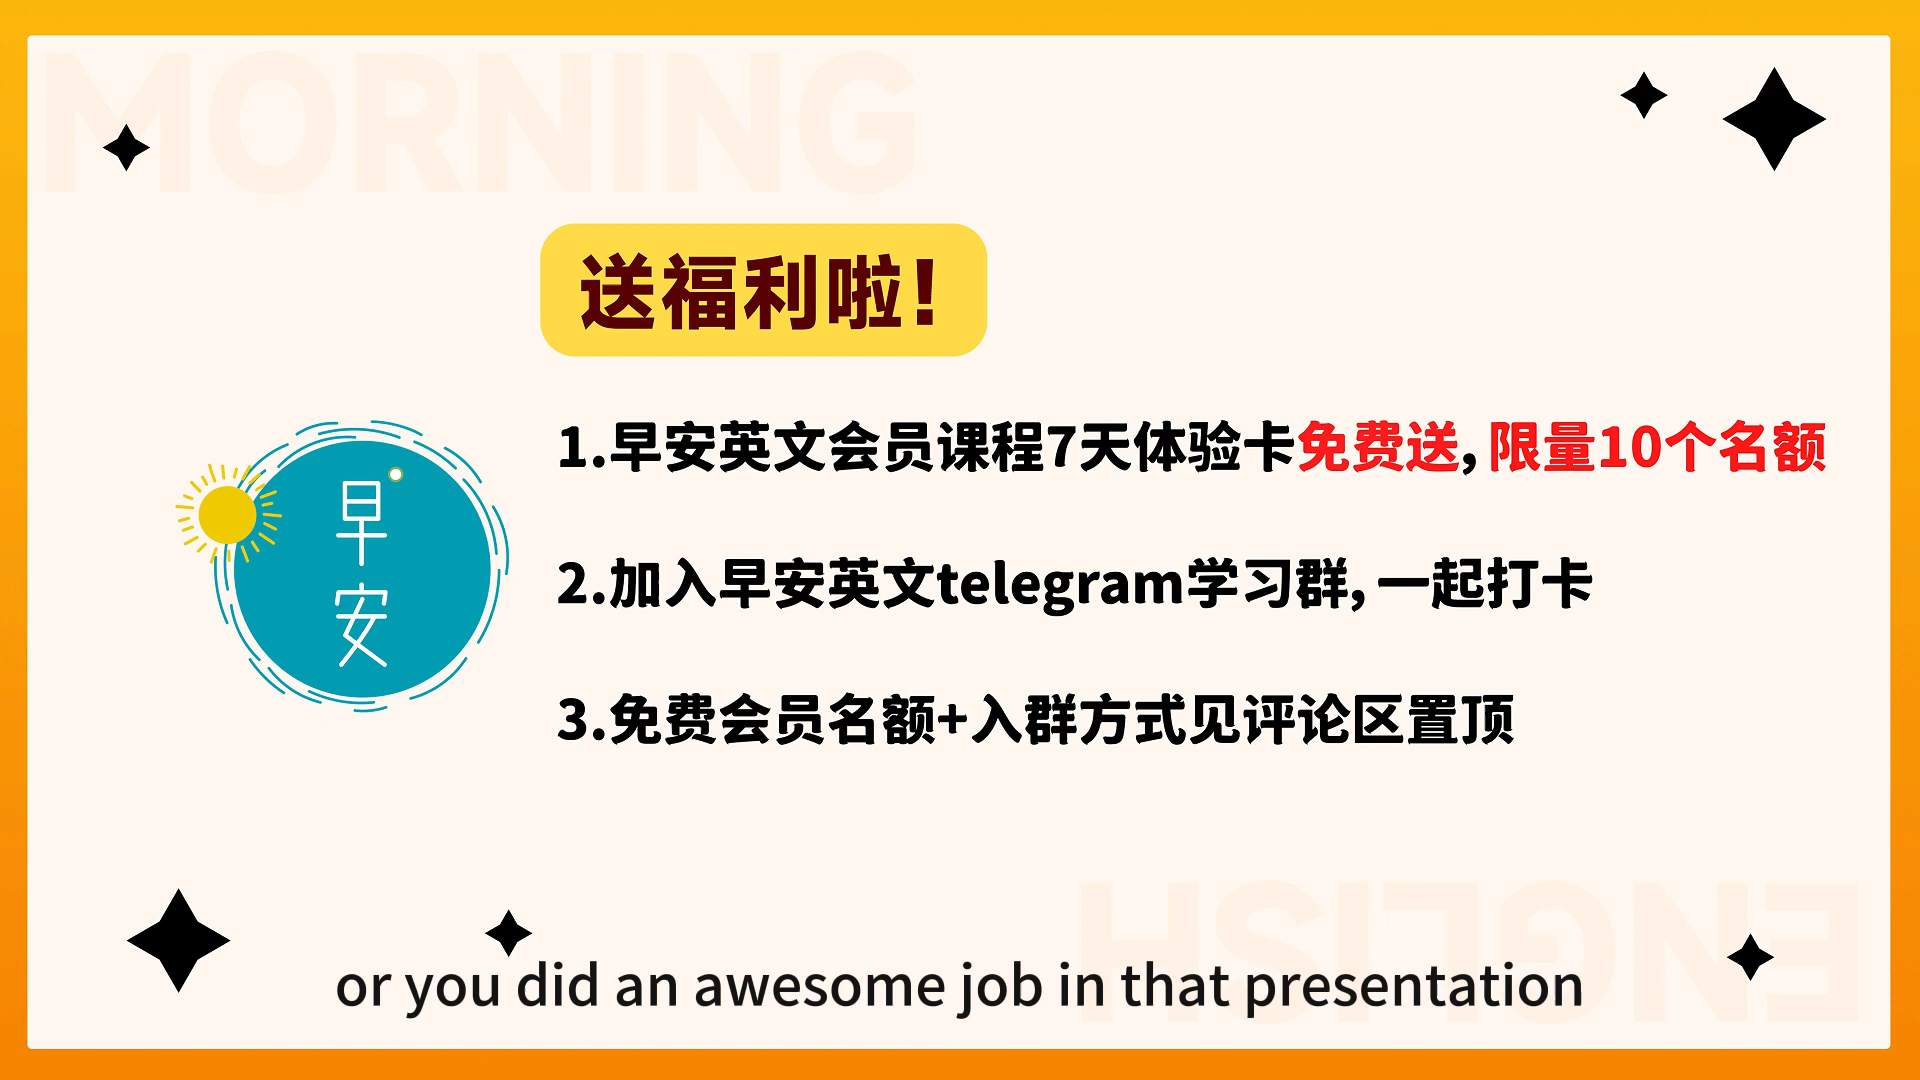 MORNING
送福利啦！
早安
1.早安英文会员课程7天体验卡免费送，限量10个名额
2.加入早安英文telegram学习群，一起打卡
3.免费会员名额+入群方式见评论区置顶
ENGLISH
or you did an awesome job in that presentation